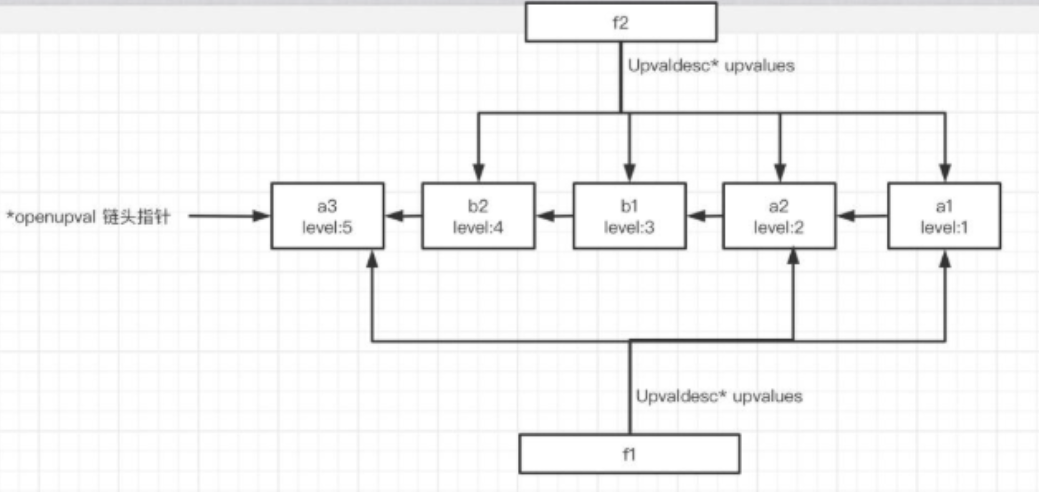 f2
Upvaldesc* upvalues
*openupval 链头指针
a3
level:5
b2
level:4
b1
level:3
a2
level:2
a1
level:1
Upvaldesc* upvalues
f1